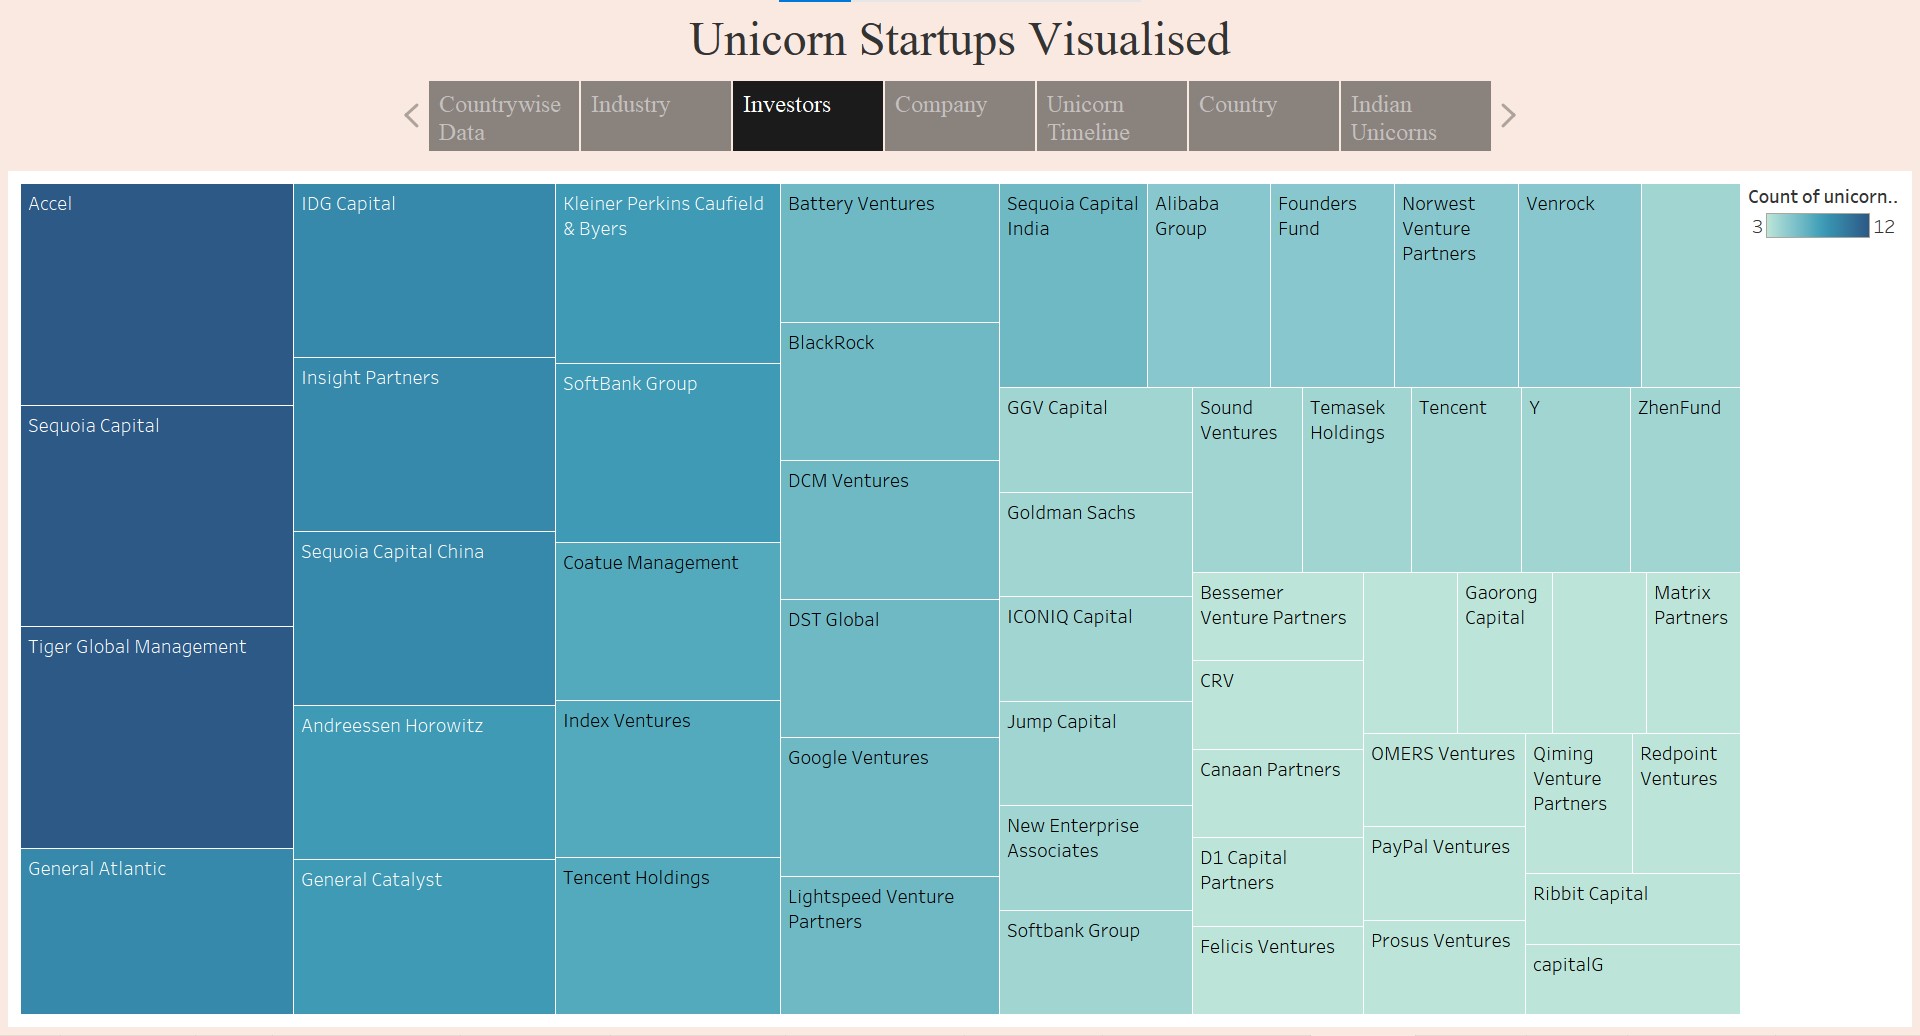 Unicorn Startups Visualised
Countrywise
Data
Industry
Investors
Company
Unicorn
Timeline
Country
Indian
Unicorns
Accel
Sequoia Capital
Tiger Global Management
General Atlantic
IDG Capital
Insight Partners
Sequoia Capital China
Andreessen Horowitz
General Catalyst
Kleiner Perkins Caufield
& Byers
SoftBank Group
Coatue Management
Index Ventures
Tencent Holdings
Battery Ventures
BlackRock
DCM Ventures
DST Global
Google Ventures
Lightspeed Venture
Partners
Sequoia Capital
India
Alibaba
Group
Founders
Fund
Norwest
Venture
Partners
Venrock
GGV Capital
Goldman Sachs
ICONIQ Capital
Jump Capital
New Enterprise
Associates
Softbank Group
Sound
Ventures
Temasek
Holdings
Tencent
Y
ZhenFund
Bessemer
Venture Partners
CRV
Canaan Partners
D1 Capital
Partners
Felicis Ventures
Gaorong
Capital
Matrix
Partners
OMERS Ventures
PayPal Ventures
Prosus Ventures
Qiming
Venture
Partners
Redpoint
Ventures
Ribbit Capital
capitalG
Count of unicorn..
3
12